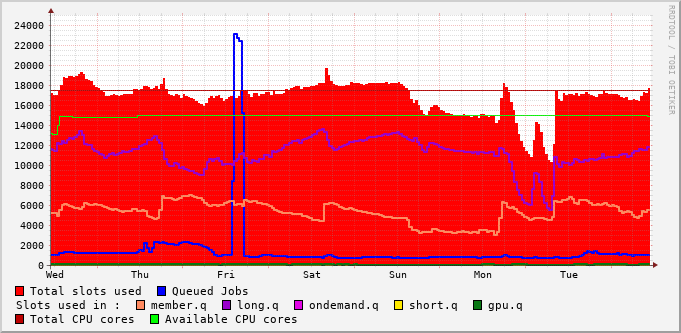 24000
22000
20000
18000
16000
14000
12000
10000
8000
6000
4000
2000
0
Wed Thu Fri Sat Sun Mon Tue
Total slots used Queued Jobs
Slots used in : member.q long.q ondemand.q short.q gpu.q
Total CPU cores Available CPU cores
RRDTOOL / TOBI OETIKER